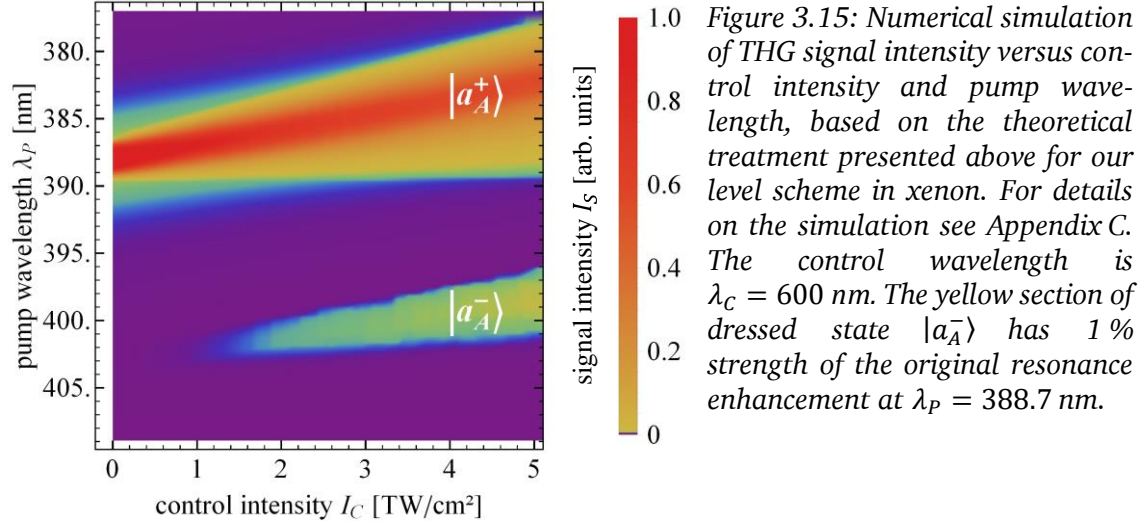 380.
385.
390.
395.
400.
405.
pump wavelength λP [nm]
0
1
2
3
4
5
control intensity IC [TW/cm²]
|a_A^+⟩
|a_A^-⟩
signal intensity IS [arb. units]
1.0
0.8
0.6
0.4
0.2
0
Figure 3.15: Numerical simulation
of THG signal intensity versus con-
trol intensity and pump wave-
length, based on the theoretical
treatment presented above for our
level scheme in xenon. For details
on the simulation see Appendix C.
The control wavelength is
λC = 600 nm. The yellow section of
dressed state |a_A^-⟩ has 1 %
strength of the original resonance
enhancement at λP = 388.7 nm.